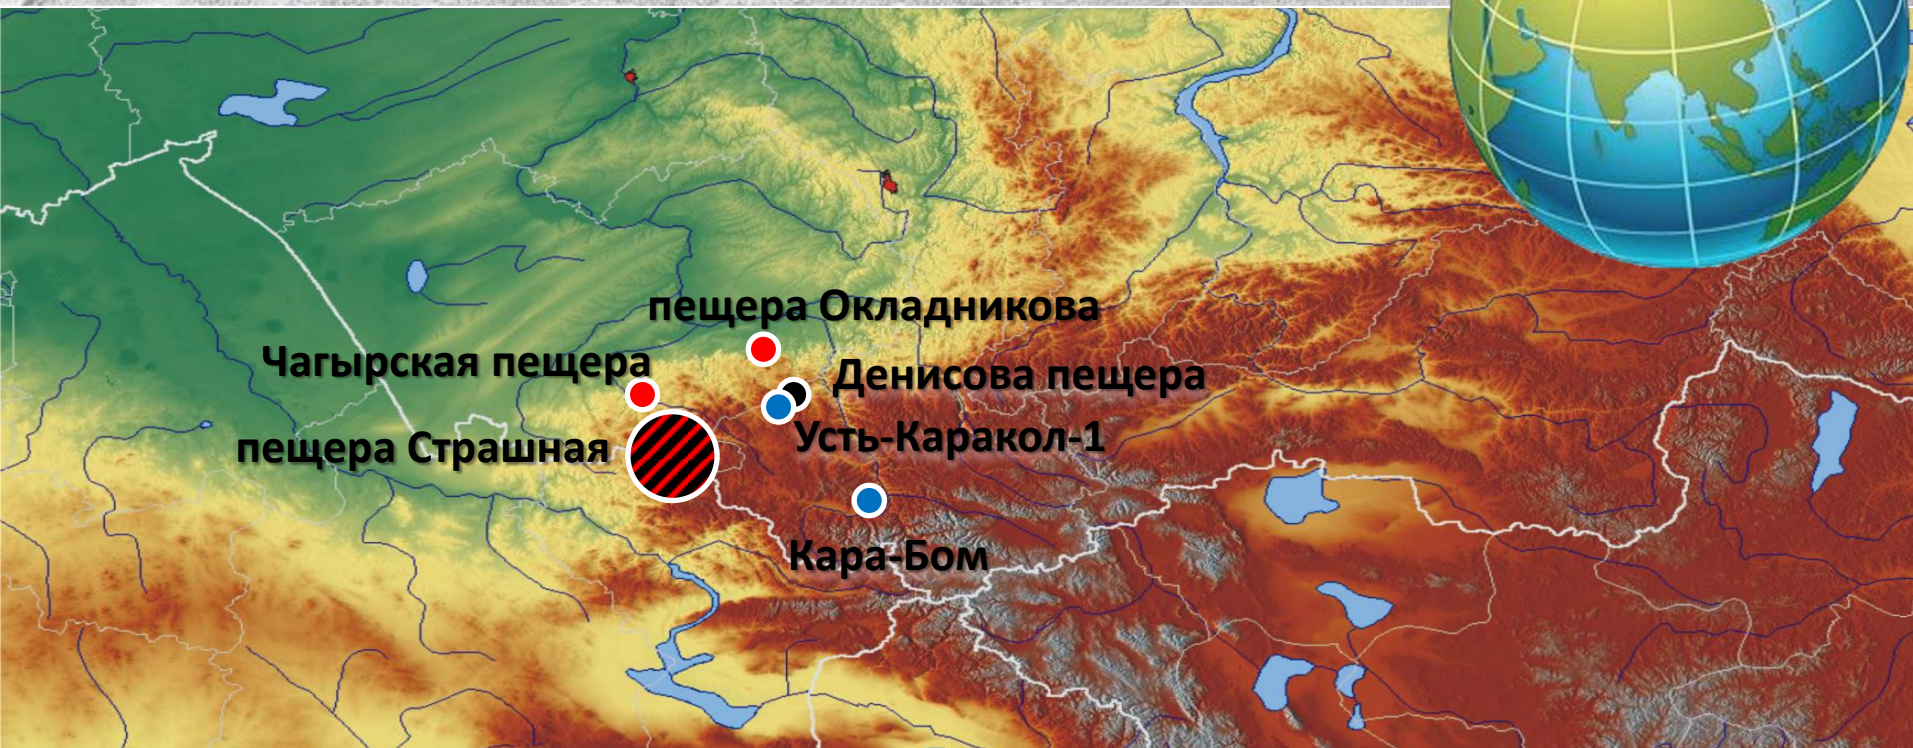 пещера Окладникова
Чагырская пещера
Денисова пещера
пещера Страшная
Усть-Каракол-1
Кара-Бом